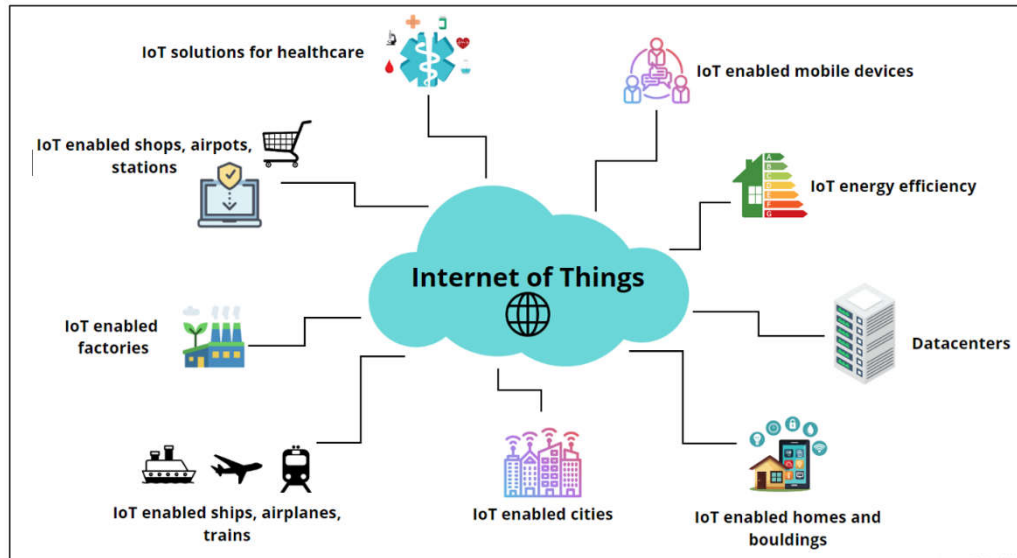 IoT solutions for healthcare
IoT enabled mobile devices
IoT enabled shops, airpots,
stations
IoT energy efficiency
A
B
C
D
E
F
G
Internet of Things
IoT enabled
factories
Datacenters
IoT enabled ships, airplanes,
trains
IoT enabled cities
IoT enabled homes and
bouldings